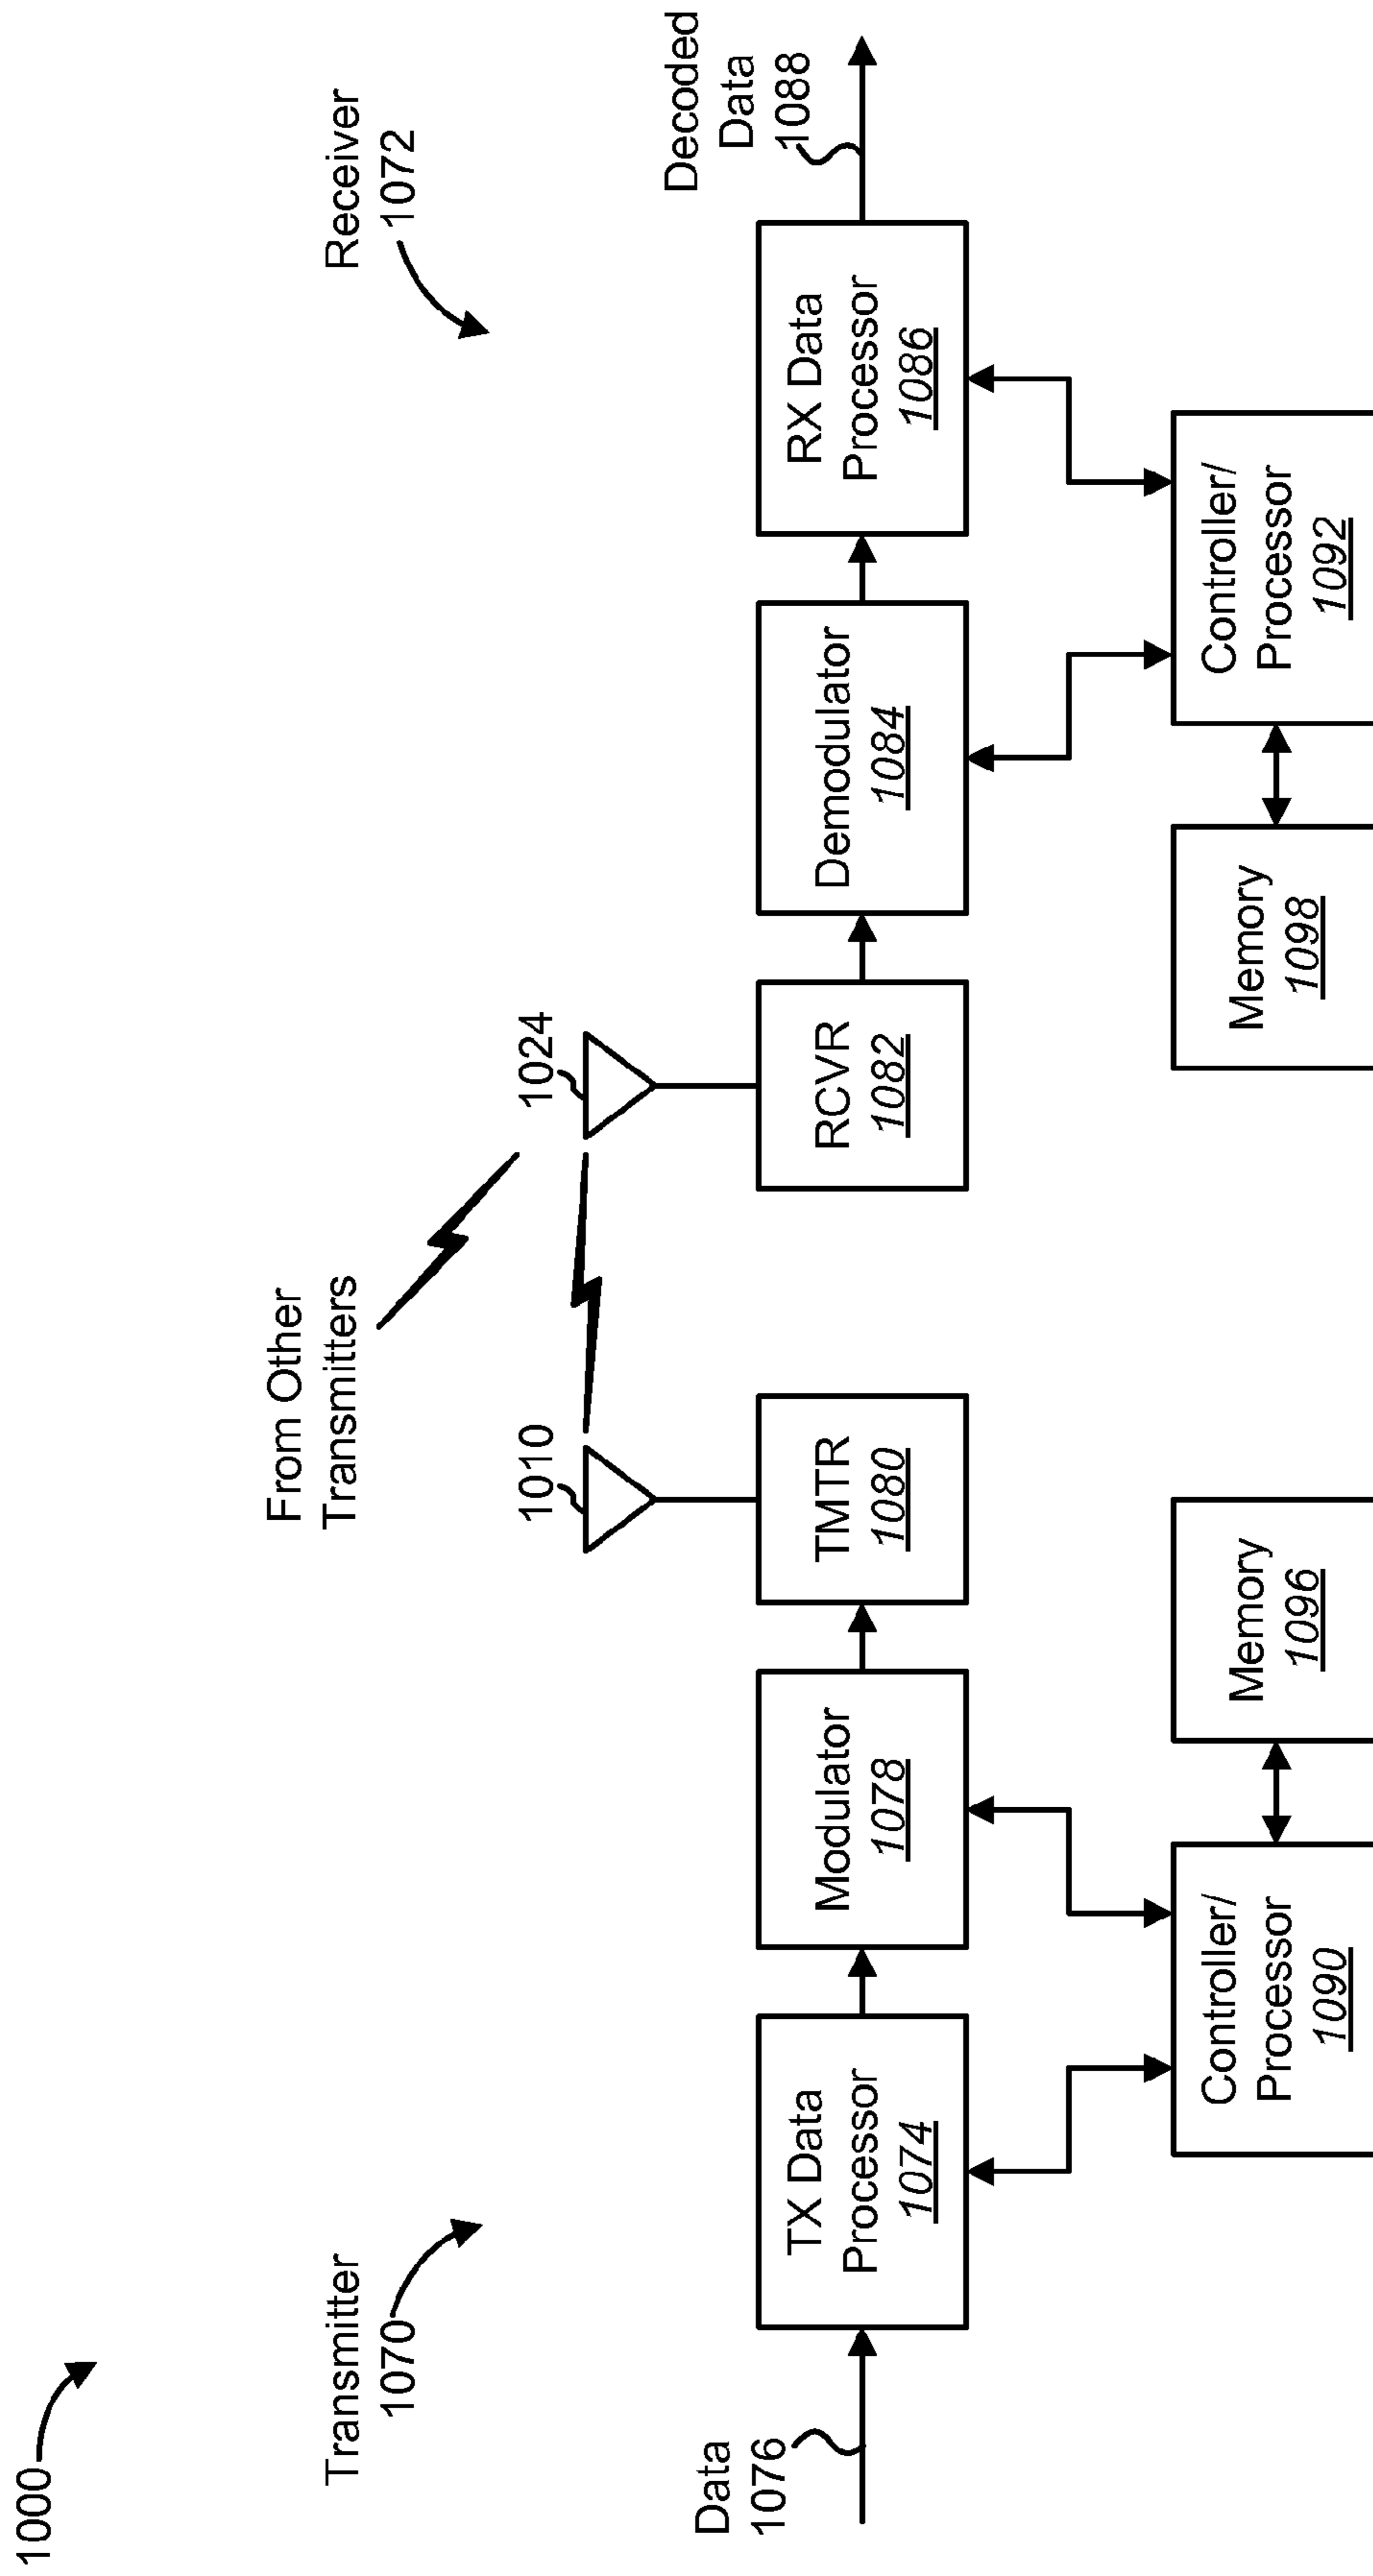 1000
Transmitter
1070
Receiver
1072
From Other
Transmitters
1010
1024
Data
1076
TX Data
Processor
1074
Modulator
1078
TMTR
1080
RCVR
1082
Demodulator
1084
RX Data
Processor
1086
Decoded
Data
1088
Controller/
Processor
1090
Memory
1096
Memory
1098
Controller/
Processor
1092